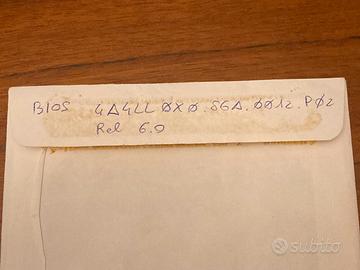 BIOS 4A4LL0X0.86A.0012.P02
Rel 6.0
subito